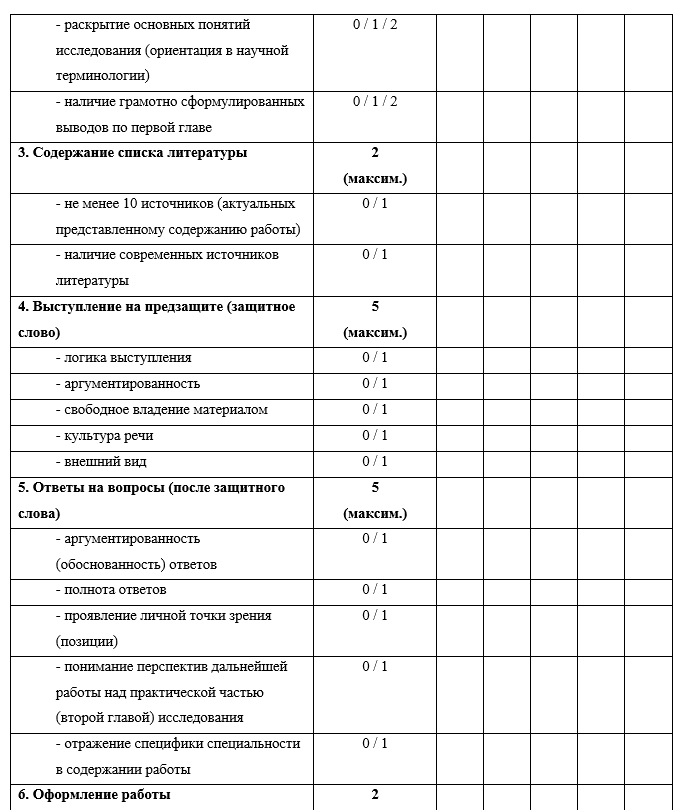 - раскрытие основных понятий 0 / 1 / 2
исследования (ориентация в научной
терминологии)
- наличие грамотно сформулированных 0 / 1 / 2
выводов по первой главе
3. Содержание списка литературы 2
(максим.)
- не менее 10 источников (актуальных 0 / 1
представленному содержанию работы)
- наличие современных источников 0 / 1
литературы
4. Выступление на предзащите (защитное 5
слово) (максим.)
- логика выступления 0 / 1
- аргументированность 0 / 1
- свободное владение материалом 0 / 1
- культура речи 0 / 1
- внешний вид 0 / 1
5. Ответы на вопросы (после защитного 5
слова) (максим.)
- аргументированность 0 / 1
(обоснованность) ответов
- полнота ответов 0 / 1
- проявление личной точки зрения 0 / 1
(позиции)
- понимание перспектив дальнейшей 0 / 1
работы над практической частью
(второй главой) исследования
- отражение специфики специальности 0 / 1
в содержании работы
6. Оформление работы 2